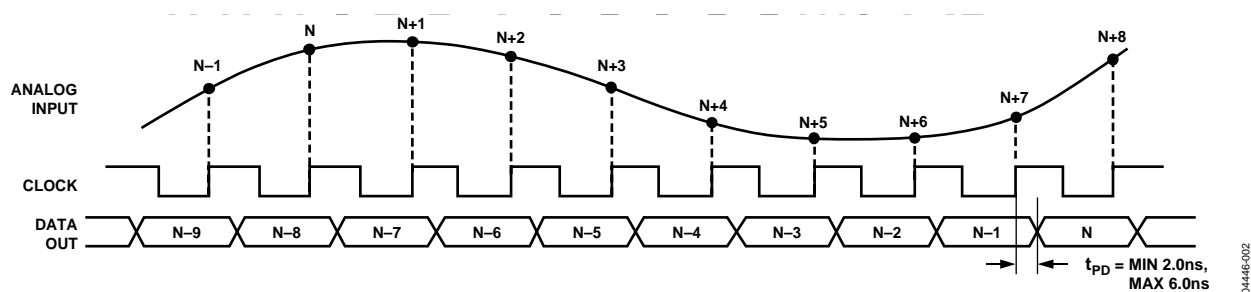 N–1
N
N+1
N+2
N+3
N+4
N+5
N+6
N+7
N+8
ANALOG
INPUT
CLOCK
DATA
OUT
N–9
N–8
N–7
N–6
N–5
N–4
N–3
N–2
N–1
N
tPD = MIN 2.0ns,
MAX 6.0ns
04446-002